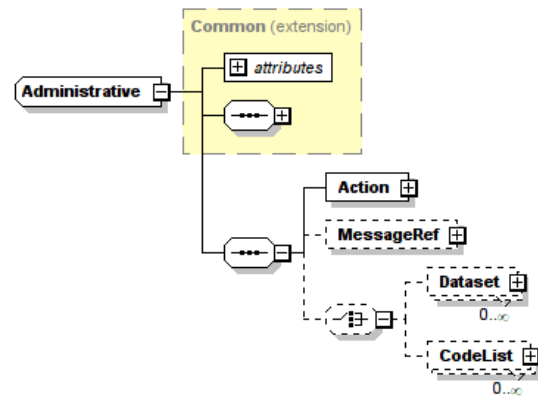 Common (extension)
attributes
Administrative
Action
MessageRef
Dataset
0..∞
CodeList
0..∞